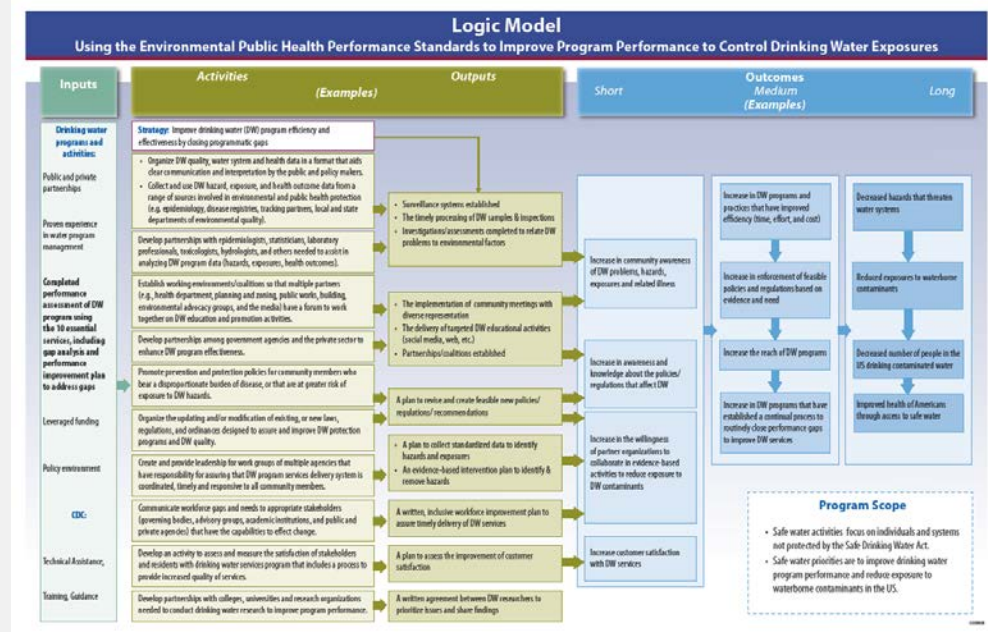 Logic Model
Using the Environmental Public Health Performance Standards to Improve Program Performance to Control Drinking Water Exposures
Inputs
Activities
Outputs
(Examples)
Outcomes
Short
Medium
Long
(Examples)
Drinking water
programs and
activities:
Public and private
partnerships
Proven experience
in water program
management
Completed
performance
assessment of DW
program using
the 10 essential
services, including
gap analysis and
performance
improvement plan
to address gaps
Leveraged funding
Policy environment
CDC:
Technical Assistance,
Training, Guidance
Strategy: Improve drinking water (DW) program efficiency and
effectiveness by closing programmatic gaps
• Organize DW quality, water system and health data in a format that aids
clear communication and interpretation by the public and policy makers.
• Collect and use DW hazard, exposure, and health outcome data from a
range of sources involved in environmental and public health protection
(e.g. epidemiology, disease registries, tracking partners, local and state
departments of environmental quality).
Develop partnerships with epidemiologists, statisticians, laboratory
professionals, toxicologists, hydrologists, and others needed to assist in
analyzing DW program data (hazards, exposures, health outcomes).
Establish working environments/coalitions so that multiple partners
(e.g., health department, planning and zoning, public works, building,
environmental advocacy groups, and the media) have a forum to work
together on DW education and promotion activities.
Develop partnerships among government agencies and the private sector to
enhance DW program effectiveness.
Promote prevention and protection policies for community members who
bear a disproportionate burden of disease, or that are at greater risk of
exposure to DW hazards.
Organize the updating and/or modification of existing, or new laws,
regulations, and ordinances designed to assure and improve DW protection
programs and DW quality.
Create and provide leadership for work groups of multiple agencies that
have responsibility for assuring that DW program services delivery system is
coordinated, timely and responsive to all community members.
Communicate workforce gaps and needs to appropriate stakeholders
(governing bodies, advisory groups, academic institutions, and public and
private agencies) that have the capabilities to effect change.
Develop an activity to assess and measure the satisfaction of stakeholders
and residents with drinking water services program that includes a process to
provide increased quality of services.
Develop partnerships with colleges, universities and research organizations
needed to conduct drinking water research to improve program performance.
• Surveillance systems established
• The timely processing of DW samples & inspections
• Investigations/assessments completed to relate DW
problems to environmental factors
• The implementation of community meetings with
diverse representation
• The delivery of targeted DW educational activities
(social media, web, etc.)
• Partnerships/coalitions established
A plan to revise and create feasible new policies/
regulations/recommendations
• A plan to collect standardized data to identify
hazards and exposures
• An evidence-based intervention plan to identify &
remove hazards
A written, inclusive workforce improvement plan to
assure timely delivery of DW services
A plan to assess the improvement of customer
satisfaction
A written agreement between DW researchers to
prioritize issues and share findings
Increase in community awareness
of DW problems, hazards,
exposures and related illness
Increase in awareness and
knowledge about the policies/
regulations that affect DW
Increase in the willingness
of partner organizations to
collaborate in evidence-based
activities to reduce exposure to
DW contaminants
Increase customer satisfaction
with DW services
Increase in DW programs and
practices that have improved
efficiency (time, effort, and cost)
Increase in enforcement of feasible
policies and regulations based on
evidence and need
Increase the reach of DW programs
Increase in DW programs that have
established a continual process to
routinely close performance gaps
to improve DW services
Decreased hazards that threaten
water systems
Reduced exposures to waterborne
contaminants
Decreased number of people in the
US drinking contaminated water
Improved health of Americans
through access to safe water
Program Scope
• Safe water activities focus on individuals and systems
not protected by the Safe Drinking Water Act.
• Safe water priorities are to improve drinking water
program performance and reduce exposure to
waterborne contaminants in the US.